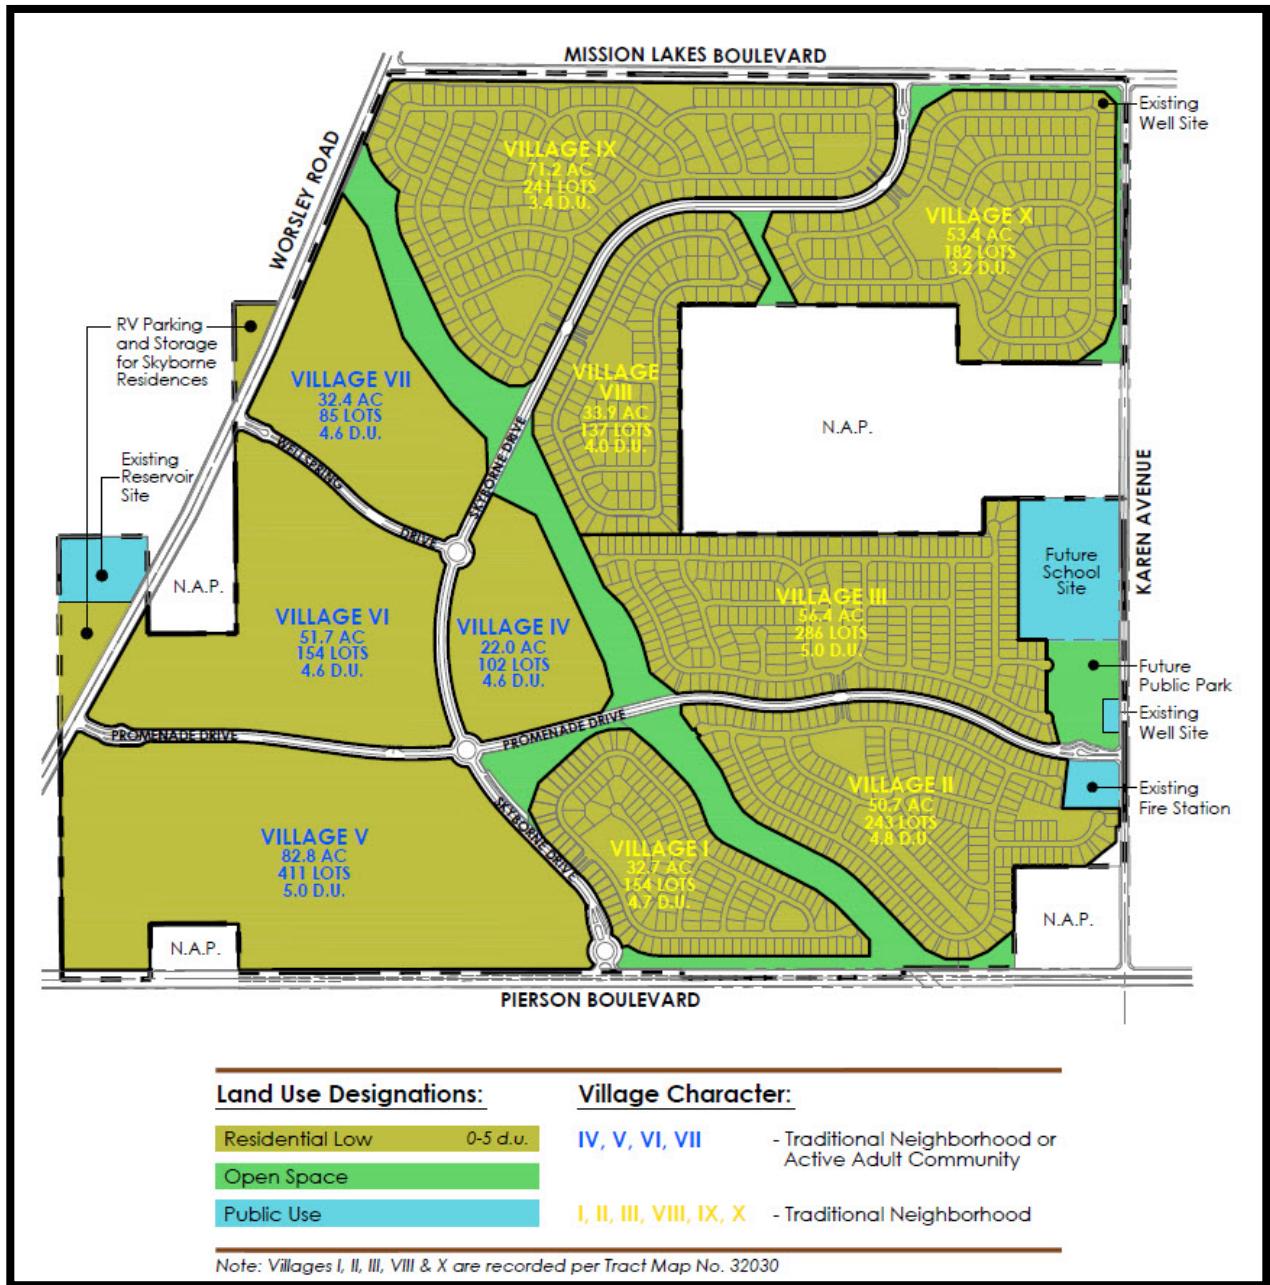 MISSION LAKES BOULEVARD
WORSLEY ROAD
Existing
Well Site
VILLAGE IX
71.2 AC
241 LOTS
3.4 D.U.
VILLAGE X
53.4 AC
182 LOTS
3.2 D.U.
RV Parking
and Storage
for Skyborne
Residences
VILLAGE VII
32.4 AC
85 LOTS
4.6 D.U.
VILLAGE
VIII
33.9 AC
137 LOTS
4.0 D.U.
N.A.P.
WELLSPRING
DRIVE
SKYBORNE DRIVE
KAREN AVENUE
Existing
Reservoir
Site
N.A.P.
Future
School
Site
VILLAGE VI
51.7 AC
154 LOTS
4.6 D.U.
VILLAGE IV
22.0 AC
102 LOTS
4.6 D.U.
VILLAGE III
56.4 AC
286 LOTS
5.0 D.U.
Future
Public Park
Existing
Well Site
PROMENADE DRIVE
PROMENADE DRIVE
SKYBORNE DRIVE
VILLAGE II
50.7 AC
243 LOTS
4.8 D.U.
Existing
Fire Station
VILLAGE V
82.8 AC
411 LOTS
5.0 D.U.
VILLAGE I
32.7 AC
154 LOTS
4.7 D.U.
N.A.P.
N.A.P.
PIERSON BOULEVARD
Land Use Designations:
Residential Low 0-5 d.u.
Open Space
Public Use
Village Character:
IV, V, VI, VII - Traditional Neighborhood or
Active Adult Community
I, II, III, VIII, IX, X - Traditional Neighborhood
Note: Villages I, II, III, VIII & X are recorded per Tract Map No. 32030